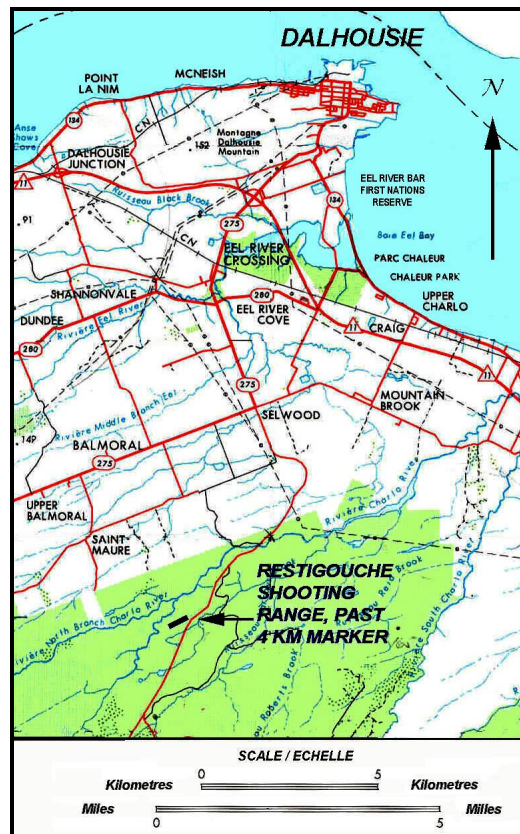 DALHOUSIE
N
POINT
LA NIM
MCNEISH
134
CN
Anse
Shaws
Cove
DALHOUSIE
JUNCTION
152
Montagne
Dalhousie
Mountain
11
Ruisseau Black Brook
EEL RIVER BAR
FIRST NATIONS
RESERVE
134
275
91
CN
EEL RIVER
CROSSING
Baie Eel Bay
PARC CHALEUR
CHALEUR PARK
SHANNONVALE
280
UPPER
CHARLO
DUNDEE
Rivière Eel River
EEL RIVER
COVE
11
CRAIG
280
275
11
MOUNTAIN
BROOK
Rivière Middle Branch Eel
SELWOOD
149
BALMORAL
275
UPPER
BALMORAL
Rivière Charlo River
SAINT-
MAURE
RESTIGOUCHE
SHOOTING
RANGE, PAST
4 KM MARKER
Rivière North Branch Charlo River
Rivière South Charlo River
Roberts Brook
SCALE / ECHELLE
Kilometres 0 5 Kilometres
Miles 0 5 Miles